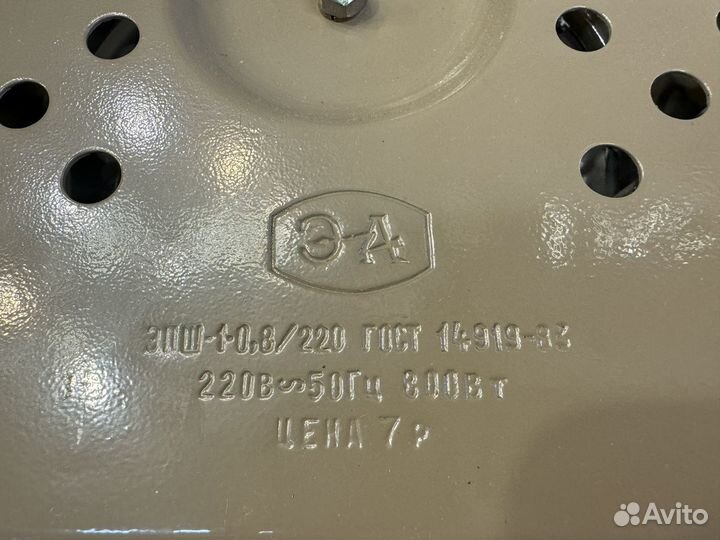 Э-Д
ЭПШ-1-0,8/220 ГОСТ 14919-83
220В∽50Гц 800Вт
ЦЕНА 7 р
Avito